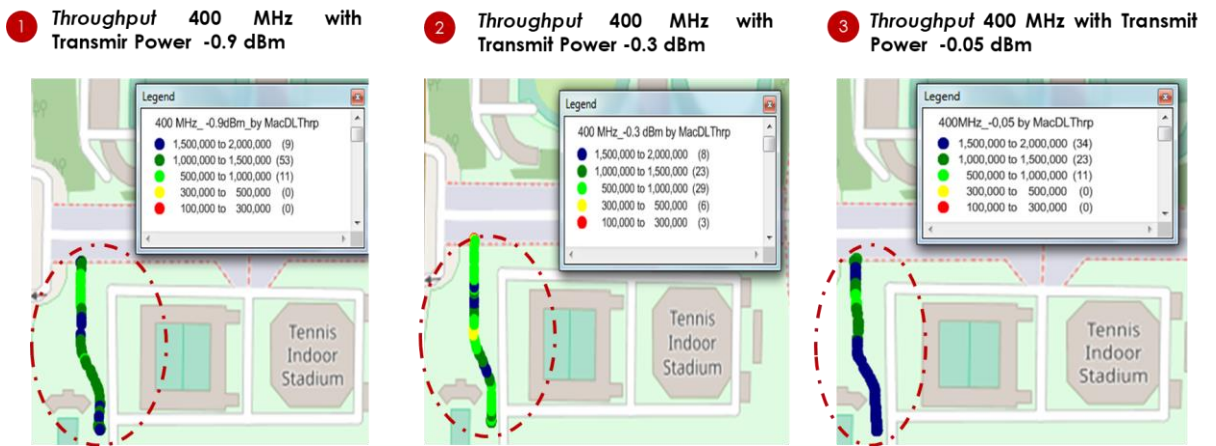 1
Throughput 400 MHz with
Transmir Power -0.9 dBm
Legend
400 MHz_ -0.9dBm_by MacDLThrp
1,500,000 to 2,000,000 (9)
1,000,000 to 1,500,000 (53)
500,000 to 1,000,000 (11)
300,000 to 500,000 (0)
100,000 to 300,000 (0)
Tennis
Indoor
Stadium
2
Throughput 400 MHz with
Transmit Power -0.3 dBm
Legend
400 MHz_-0.3 dBm by MacDLThrp
1,500,000 to 2,000,000 (8)
1,000,000 to 1,500,000 (23)
500,000 to 1,000,000 (29)
300,000 to 500,000 (6)
100,000 to 300,000 (3)
Tennis
Indoor
Stadium
3
Throughput 400 MHz with Transmit
Power -0.05 dBm
Legend
400MHz_-0,05 by MacDLThrp
1,500,000 to 2,000,000 (34)
1,000,000 to 1,500,000 (23)
500,000 to 1,000,000 (11)
300,000 to 500,000 (0)
100,000 to 300,000 (0)
Tennis
Indoor
Stadium